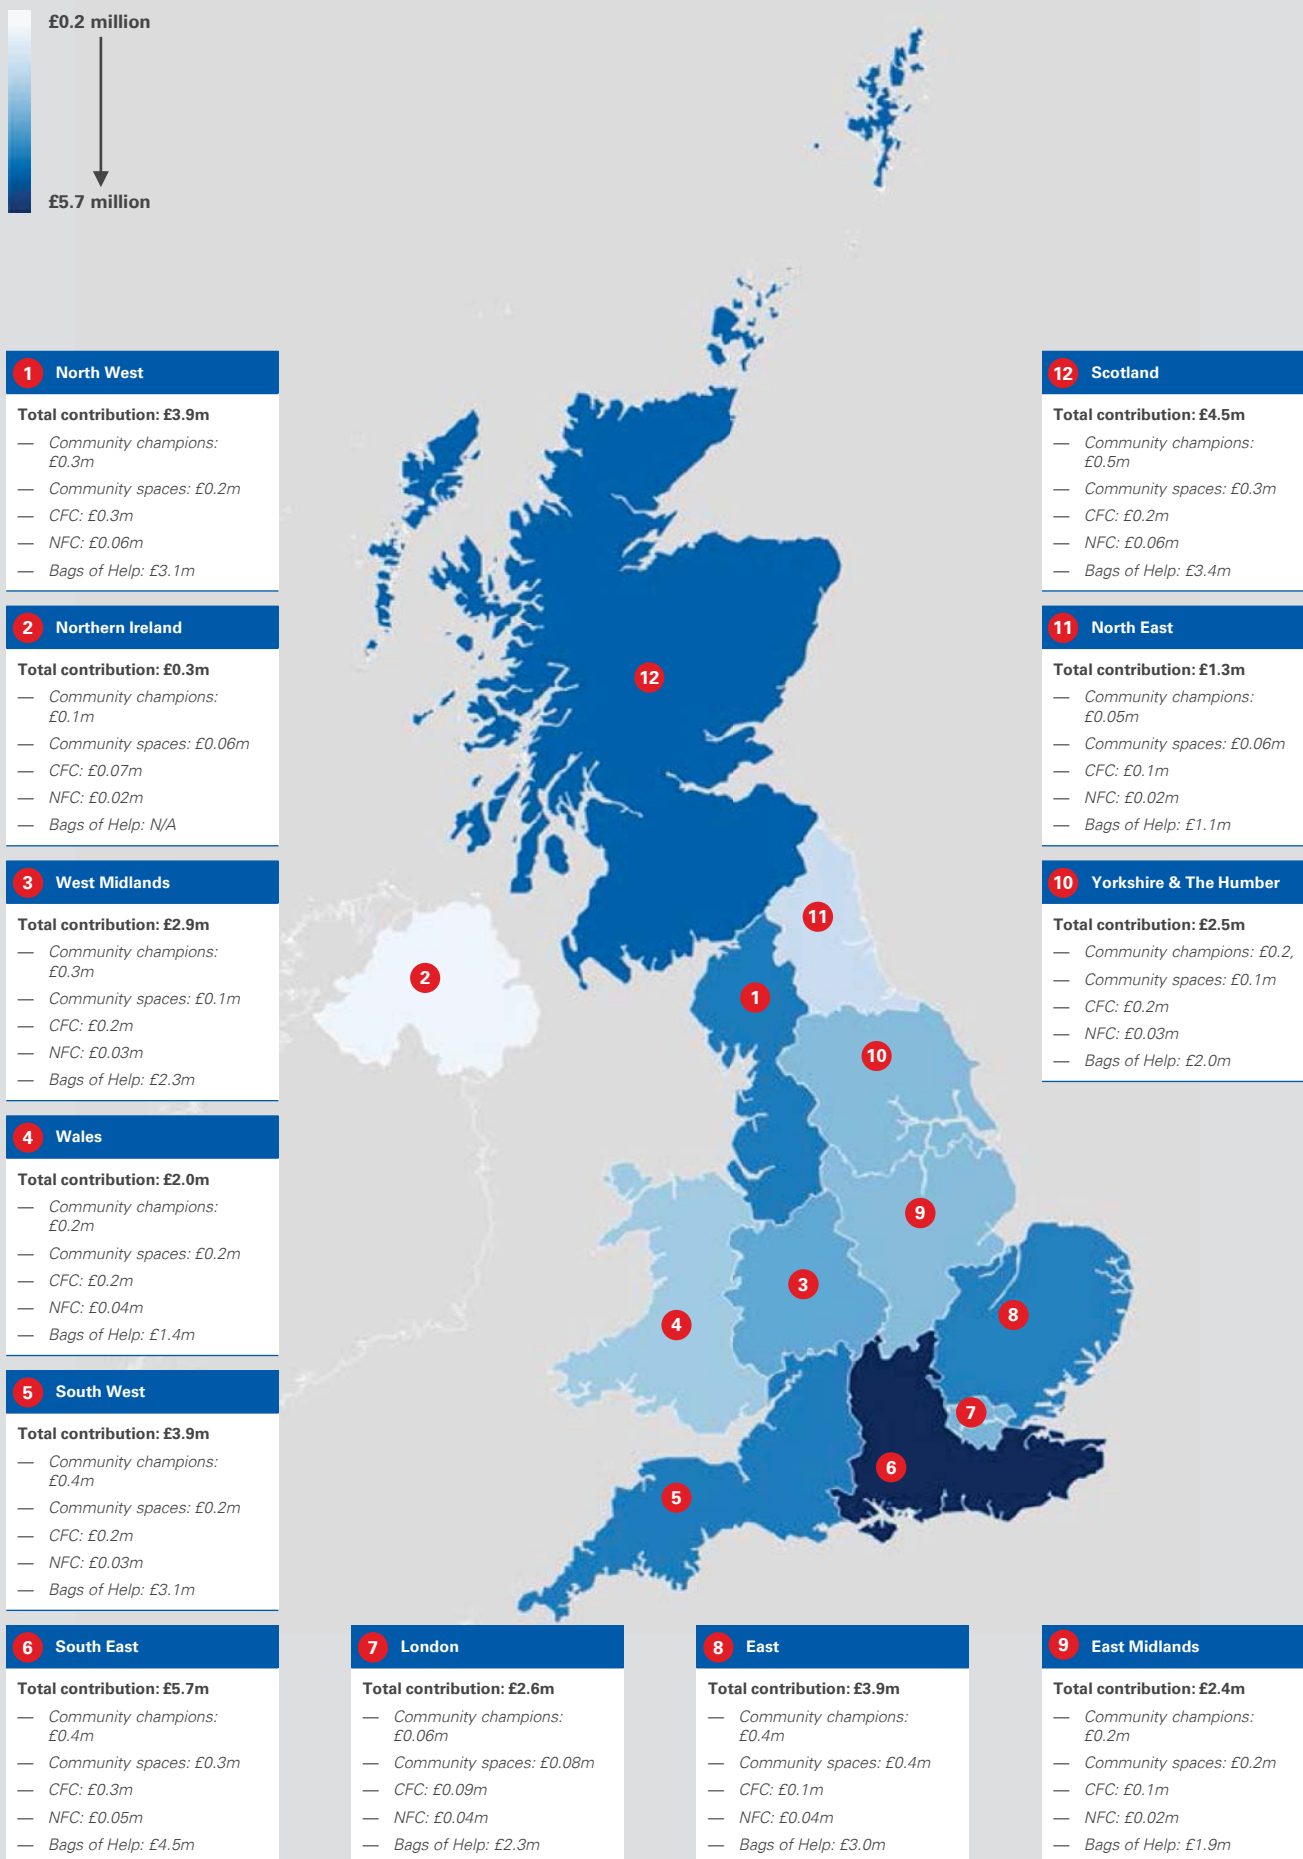 £0.2 million
£5.7 million
1 North West
Total contribution: £3.9m
— Community champions:
£0.3m
— Community spaces: £0.2m
— CFC: £0.3m
— NFC: £0.06m
— Bags of Help: £3.1m
2 Northern Ireland
Total contribution: £0.3m
— Community champions:
£0.1m
— Community spaces: £0.06m
— CFC: £0.07m
— NFC: £0.02m
— Bags of Help: N/A
3 West Midlands
Total contribution: £2.9m
— Community champions:
£0.3m
— Community spaces: £0.1m
— CFC: £0.2m
— NFC: £0.03m
— Bags of Help: £2.3m
4 Wales
Total contribution: £2.0m
— Community champions:
£0.2m
— Community spaces: £0.2m
— CFC: £0.2m
— NFC: £0.04m
— Bags of Help: £1.4m
5 South West
Total contribution: £3.9m
— Community champions:
£0.4m
— Community spaces: £0.2m
— CFC: £0.2m
— NFC: £0.03m
— Bags of Help: £3.1m
6 South East
Total contribution: £5.7m
— Community champions:
£0.4m
— Community spaces: £0.3m
— CFC: £0.3m
— NFC: £0.05m
— Bags of Help: £4.5m
7 London
Total contribution: £2.6m
— Community champions:
£0.06m
— Community spaces: £0.08m
— CFC: £0.09m
— NFC: £0.04m
— Bags of Help: £2.3m
8 East
Total contribution: £3.9m
— Community champions:
£0.4m
— Community spaces: £0.4m
— CFC: £0.1m
— NFC: £0.04m
— Bags of Help: £3.0m
9 East Midlands
Total contribution: £2.4m
— Community champions:
£0.2m
— Community spaces: £0.2m
— CFC: £0.1m
— NFC: £0.02m
— Bags of Help: £1.9m
12 Scotland
Total contribution: £4.5m
— Community champions:
£0.5m
— Community spaces: £0.3m
— CFC: £0.2m
— NFC: £0.06m
— Bags of Help: £3.4m
11 North East
Total contribution: £1.3m
— Community champions:
£0.05m
— Community spaces: £0.06m
— CFC: £0.1m
— NFC: £0.02m
— Bags of Help: £1.1m
10 Yorkshire & The Humber
Total contribution: £2.5m
— Community champions: £0.2,
— Community spaces: £0.1m
— CFC: £0.2m
— NFC: £0.03m
— Bags of Help: £2.0m
12
11
2
1
10
9
3
8
4
7
6
5